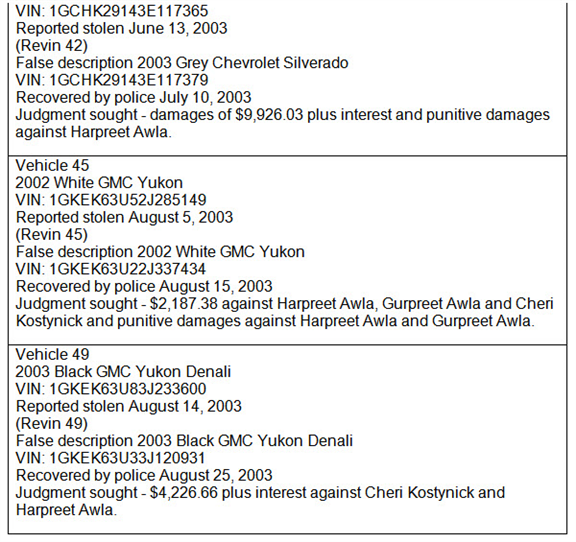 VIN: 1GCHK29143E117365
Reported stolen June 13, 2003
(Revin 42)
False description 2003 Grey Chevrolet Silverado
VIN: 1GCHK29143E117379
Recovered by police July 10, 2003
Judgment sought - damages of $9,926.03 plus interest and punitive damages
against Harpreet Awla.
Vehicle 45
2002 White GMC Yukon
VIN: 1GKEK63U52J285149
Reported stolen August 5, 2003
(Revin 45)
False description 2002 White GMC Yukon
VIN: 1GKEK63U22J337434
Recovered by police August 15, 2003
Judgment sought - $2,187.38 against Harpreet Awla, Gurpreet Awla and Cheri
Kostynick and punitive damages against Harpreet Awla and Gurpreet Awla.
Vehicle 49
2003 Black GMC Yukon Denali
VIN: 1GKEK63U83J233600
Reported stolen August 14, 2003
(Revin 49)
False description 2003 Black GMC Yukon Denali
VIN: 1GKEK63U33J120931
Recovered by police August 25, 2003
Judgment sought - $4,226.66 plus interest against Cheri Kostynick and
Harpreet Awla.